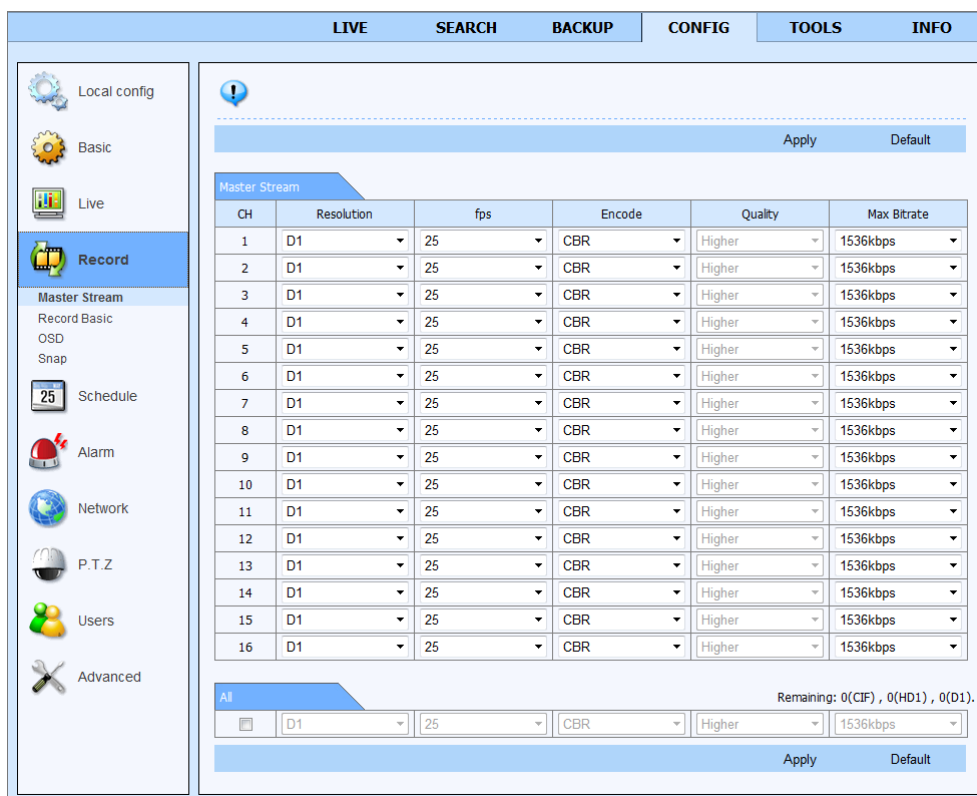 LIVE SEARCH BACKUP CONFIG TOOLS INFO
Local config
Basic
Live
Record
Master Stream
Record Basic
OSD
Snap
25 Schedule
Alarm
Network
P.T.Z
Users
Advanced
Apply Default
Master Stream
CH Resolution fps Encode Quality Max Bitrate
1 D1 25 CBR Higher 1536kbps
2 D1 25 CBR Higher 1536kbps
3 D1 25 CBR Higher 1536kbps
4 D1 25 CBR Higher 1536kbps
5 D1 25 CBR Higher 1536kbps
6 D1 25 CBR Higher 1536kbps
7 D1 25 CBR Higher 1536kbps
8 D1 25 CBR Higher 1536kbps
9 D1 25 CBR Higher 1536kbps
10 D1 25 CBR Higher 1536kbps
11 D1 25 CBR Higher 1536kbps
12 D1 25 CBR Higher 1536kbps
13 D1 25 CBR Higher 1536kbps
14 D1 25 CBR Higher 1536kbps
15 D1 25 CBR Higher 1536kbps
16 D1 25 CBR Higher 1536kbps
All Remaining: 0(CIF) , 0(HD1) , 0(D1).
D1 25 CBR Higher 1536kbps
Apply Default